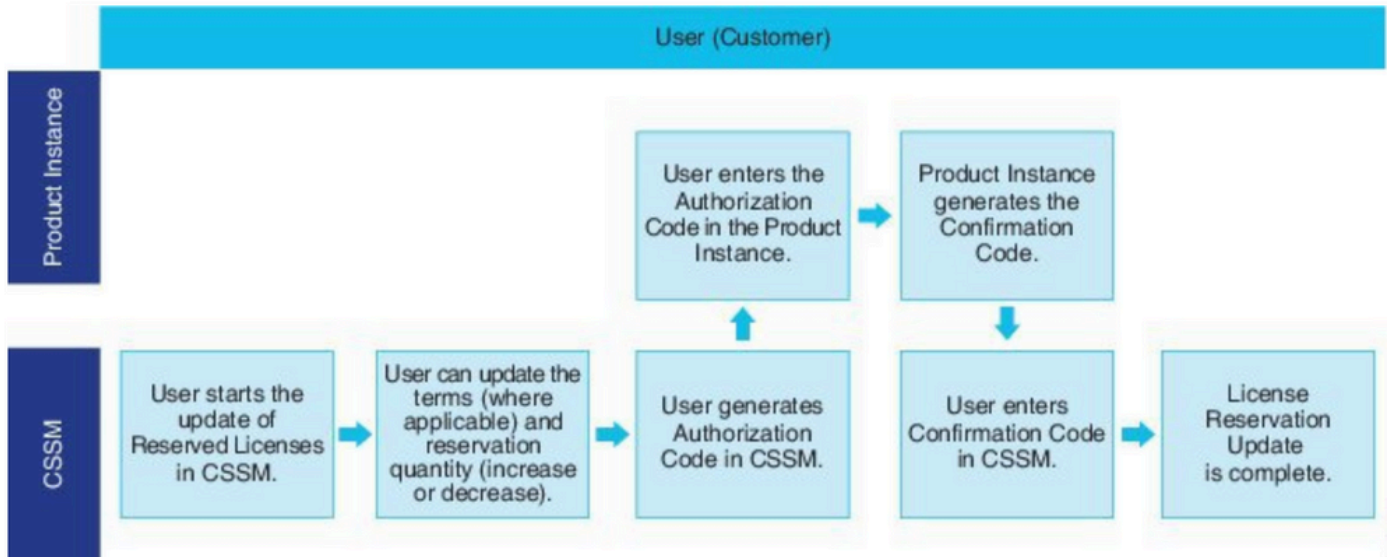 User (Customer)
Product Instance
User enters the
Authorization
Code in the Product
Instance.
Product Instance
generates the
Confirmation
Code.
CSSM
User starts the
update of
Reserved Licenses
in CSSM.
User can update the
terms (where
applicable) and
reservation
quantity (increase
or decrease).
User generates
Authorization
Code in CSSM.
User enters
Confirmation Code
in CSSM.
License
Reservation
Update
is complete.